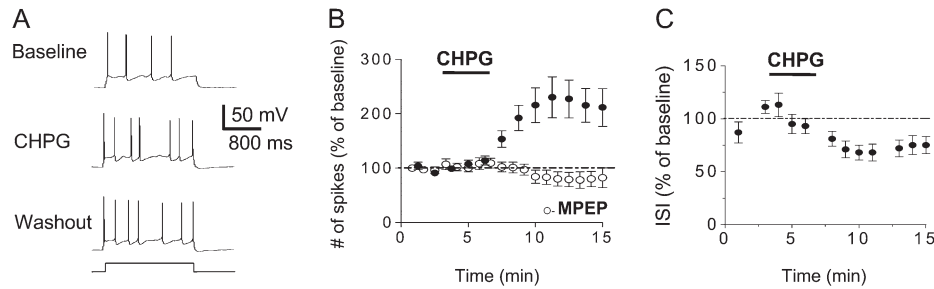 A
Baseline
CHPG
Washout
50 mV
800 ms
B
# of spikes (% of baseline)
300
200
100
0
CHPG
MPEP
0
5
10
15
Time (min)
C
ISI (% of baseline)
150
100
50
0
CHPG
0
5
10
15
Time (min)